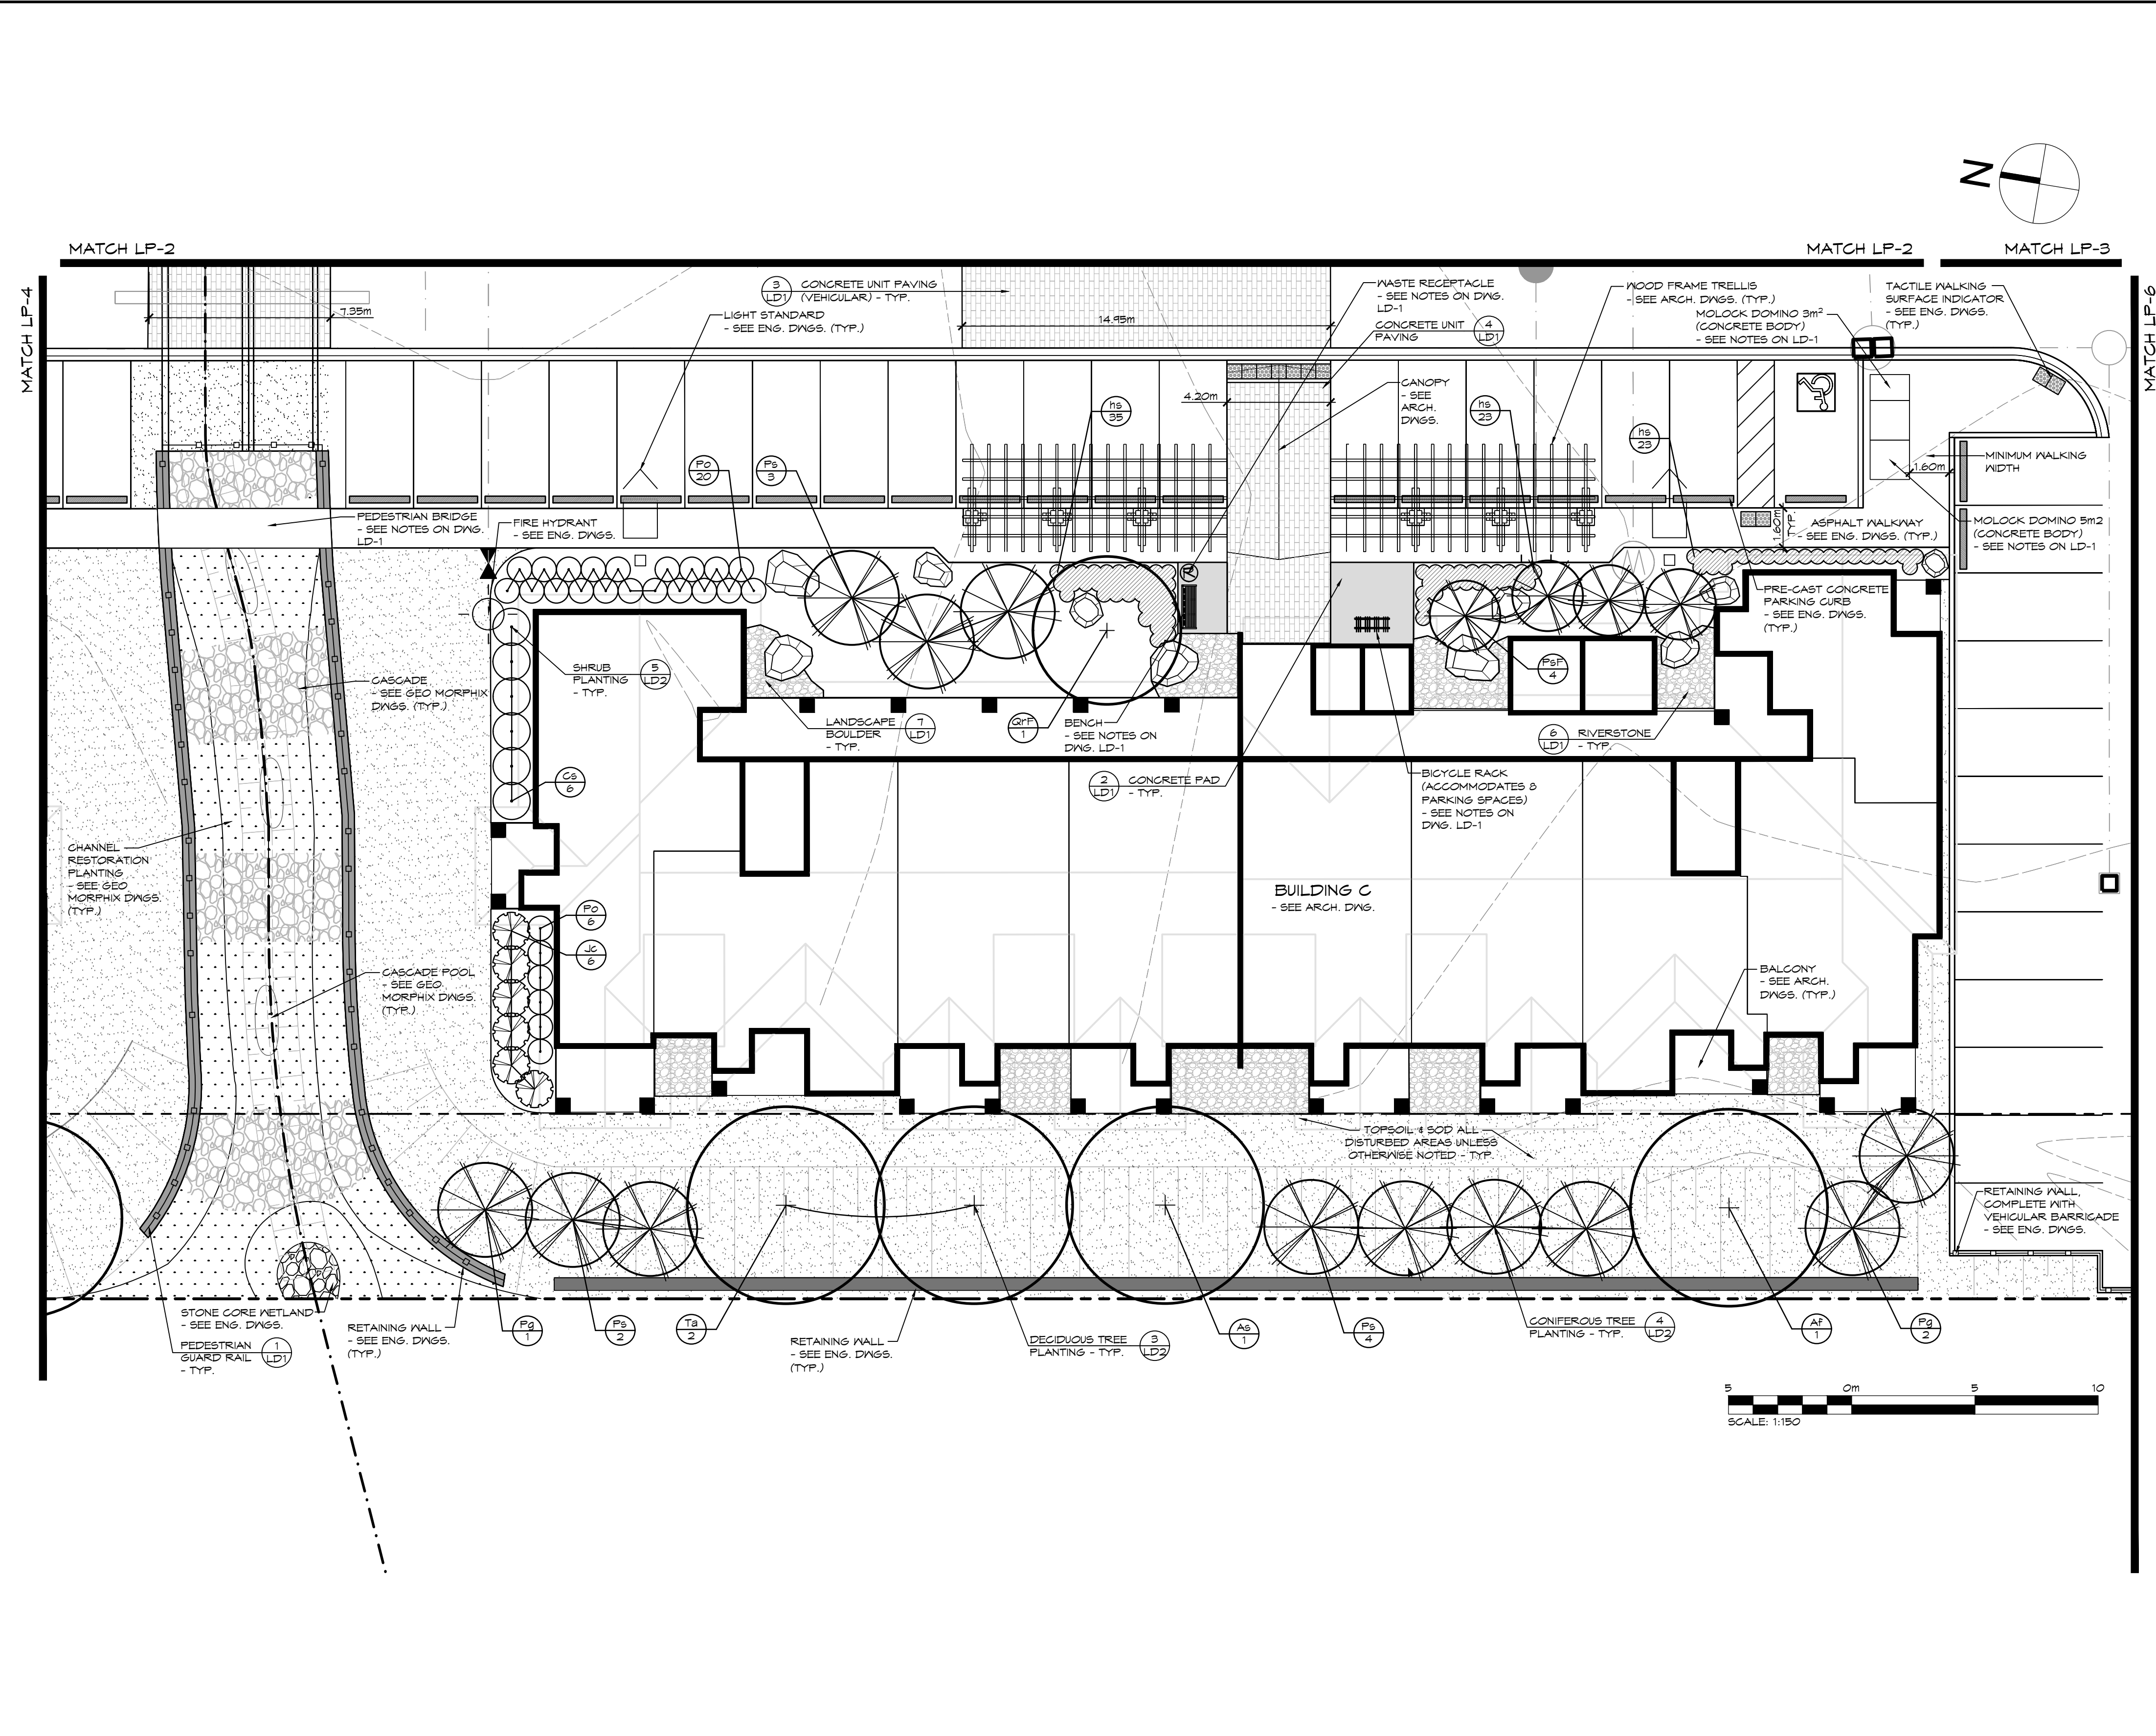 N
MATCH LP-2
MATCH LP-2
MATCH LP-3
MATCH LP-4
MATCH LP-6
3
LD1
CONCRETE UNIT PAVING
(VEHICULAR) - TYP.
7.35m
LIGHT STANDARD
- SEE ENG. DWGS. (TYP.)
14.95m
WASTE RECEPTACLE
- SEE NOTES ON DWG.
LD-1
CONCRETE UNIT
PAVING
4
LD1
WOOD FRAME TRELLIS
- SEE ARCH. DWGS. (TYP.)
MOLOCK DOMINO 3m²
(CONCRETE BODY)
- SEE NOTES ON LD-1
TACTILE WALKING
SURFACE INDICATOR
- SEE ENG. DWGS.
(TYP.)
CANOPY
- SEE
ARCH.
DWGS.
4.20m
hs
35
hs
23
hs
23
Po
20
Ps
3
MINIMUM WALKING
WIDTH
1.60m
PEDESTRIAN BRIDGE
- SEE NOTES ON DWG.
LD-1
FIRE HYDRANT
- SEE ENG. DWGS.
1.60m
TYP.
ASPHALT WALKWAY
- SEE ENG. DWGS. (TYP.)
MOLOCK DOMINO 5m2
(CONCRETE BODY)
- SEE NOTES ON LD-1
PRE-CAST CONCRETE
PARKING CURB
- SEE ENG. DWGS.
(TYP.)
SHRUB
PLANTING
- TYP.
5
LD2
PsF
4
CASCADE
- SEE GEO MORPHIX
DWGS. (TYP.)
LANDSCAPE
BOULDER
- TYP.
7
LD1
QrF
1
BENCH
- SEE NOTES ON
DWG. LD-1
6
LD1
RIVERSTONE
- TYP.
Cs
6
2
LD1
CONCRETE PAD
- TYP.
BICYCLE RACK
(ACCOMMODATES 8
PARKING SPACES)
- SEE NOTES ON
DWG. LD-1
CHANNEL
RESTORATION
PLANTING
- SEE GEO
MORPHIX DWGS.
(TYP.)
BUILDING C
- SEE ARCH. DWG.
Po
6
Jc
6
CASCADE POOL
- SEE GEO
MORPHIX DWGS.
(TYP.)
BALCONY
- SEE ARCH.
DWGS. (TYP.)
TOPSOIL & SOD ALL
DISTURBED AREAS UNLESS
OTHERWISE NOTED - TYP.
RETAINING WALL,
COMPLETE WITH
VEHICULAR BARRICADE
- SEE ENG. DWGS.
STONE CORE WETLAND
- SEE ENG. DWGS.
PEDESTRIAN
GUARD RAIL
- TYP.
1
LD1
RETAINING WALL
- SEE ENG. DWGS.
(TYP.)
Pg
1
Ps
2
Ta
2
RETAINING WALL
- SEE ENG. DWGS.
(TYP.)
DECIDUOUS TREE
PLANTING - TYP.
3
LD2
As
1
Ps
4
CONIFEROUS TREE
PLANTING - TYP.
4
LD2
Af
1
Pg
2
5
0m
5
10
SCALE: 1:150